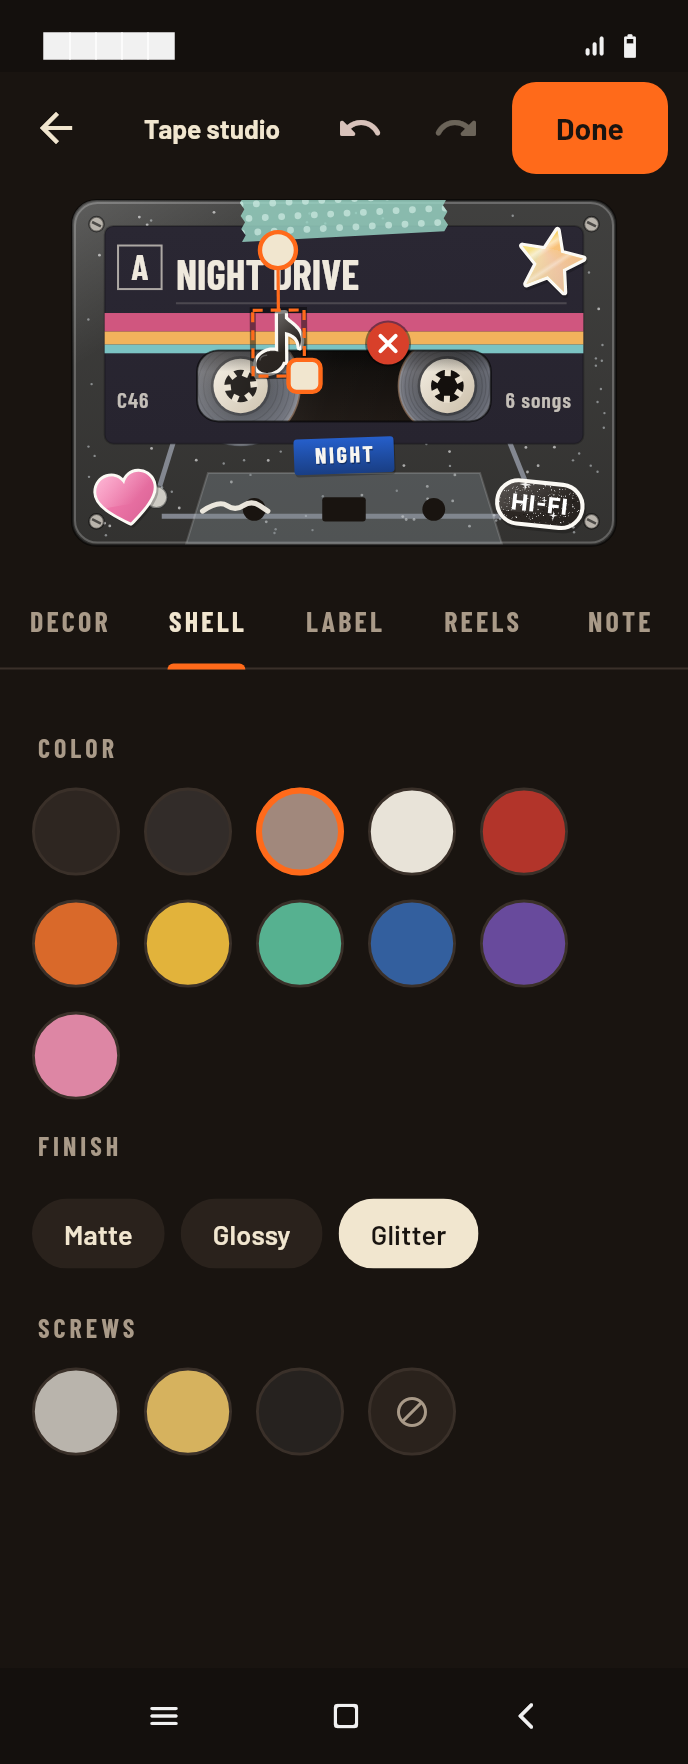 Tape studio
Done
A
NIGHT DRIVE
C46
6 songs
NIGHT
HI-FI
DECOR
SHELL
LABEL
REELS
NOTE
COLOR
FINISH
Matte
Glossy
Glitter
SCREWS